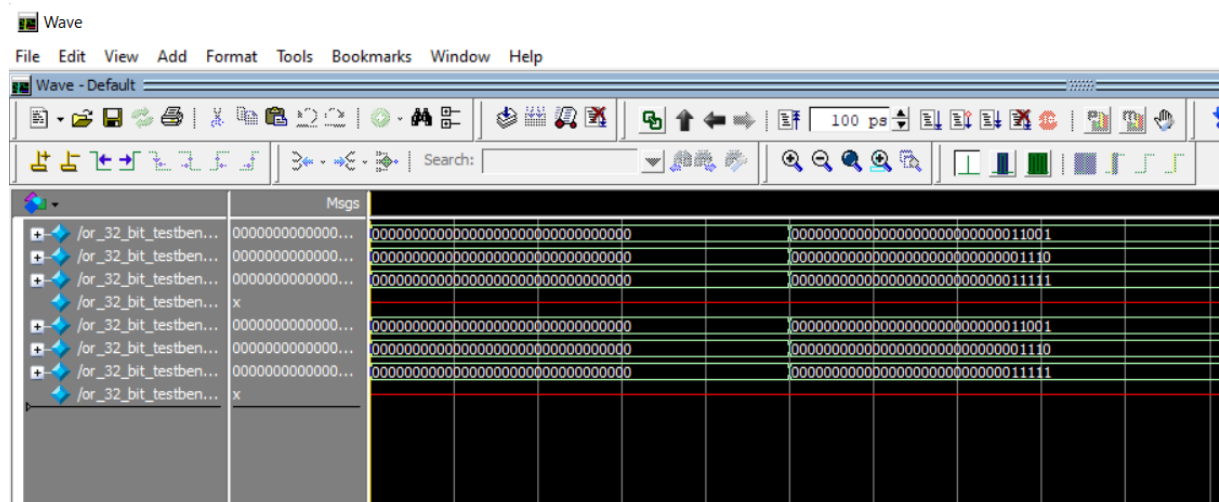 Wave
File Edit View Add Format Tools Bookmarks Window Help
Wave - Default
100 ps
Search:
Msgs
/or_32_bit_testben... 0000000000000... 00000000000000000000000000000000 00000000000000000000000000011001
/or_32_bit_testben... 0000000000000... 00000000000000000000000000000000 00000000000000000000000000001110
/or_32_bit_testben... 0000000000000... 00000000000000000000000000000000 00000000000000000000000000011111
/or_32_bit_testben... x
/or_32_bit_testben... 0000000000000... 00000000000000000000000000000000 00000000000000000000000000011001
/or_32_bit_testben... 0000000000000... 00000000000000000000000000000000 00000000000000000000000000001110
/or_32_bit_testben... 0000000000000... 00000000000000000000000000000000 00000000000000000000000000011111
/or_32_bit_testben... x